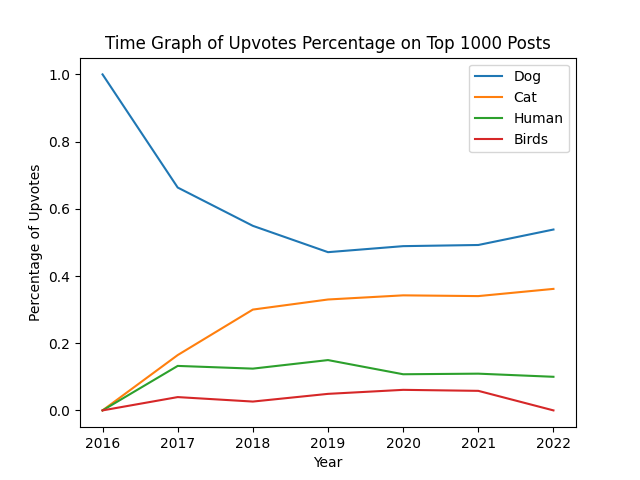 Time Graph of Upvotes Percentage on Top 1000 Posts
Dog
Cat
Human
Birds
Percentage of Upvotes
1.0
0.8
0.6
0.4
0.2
0.0
2016 2017 2018 2019 2020 2021 2022
Year